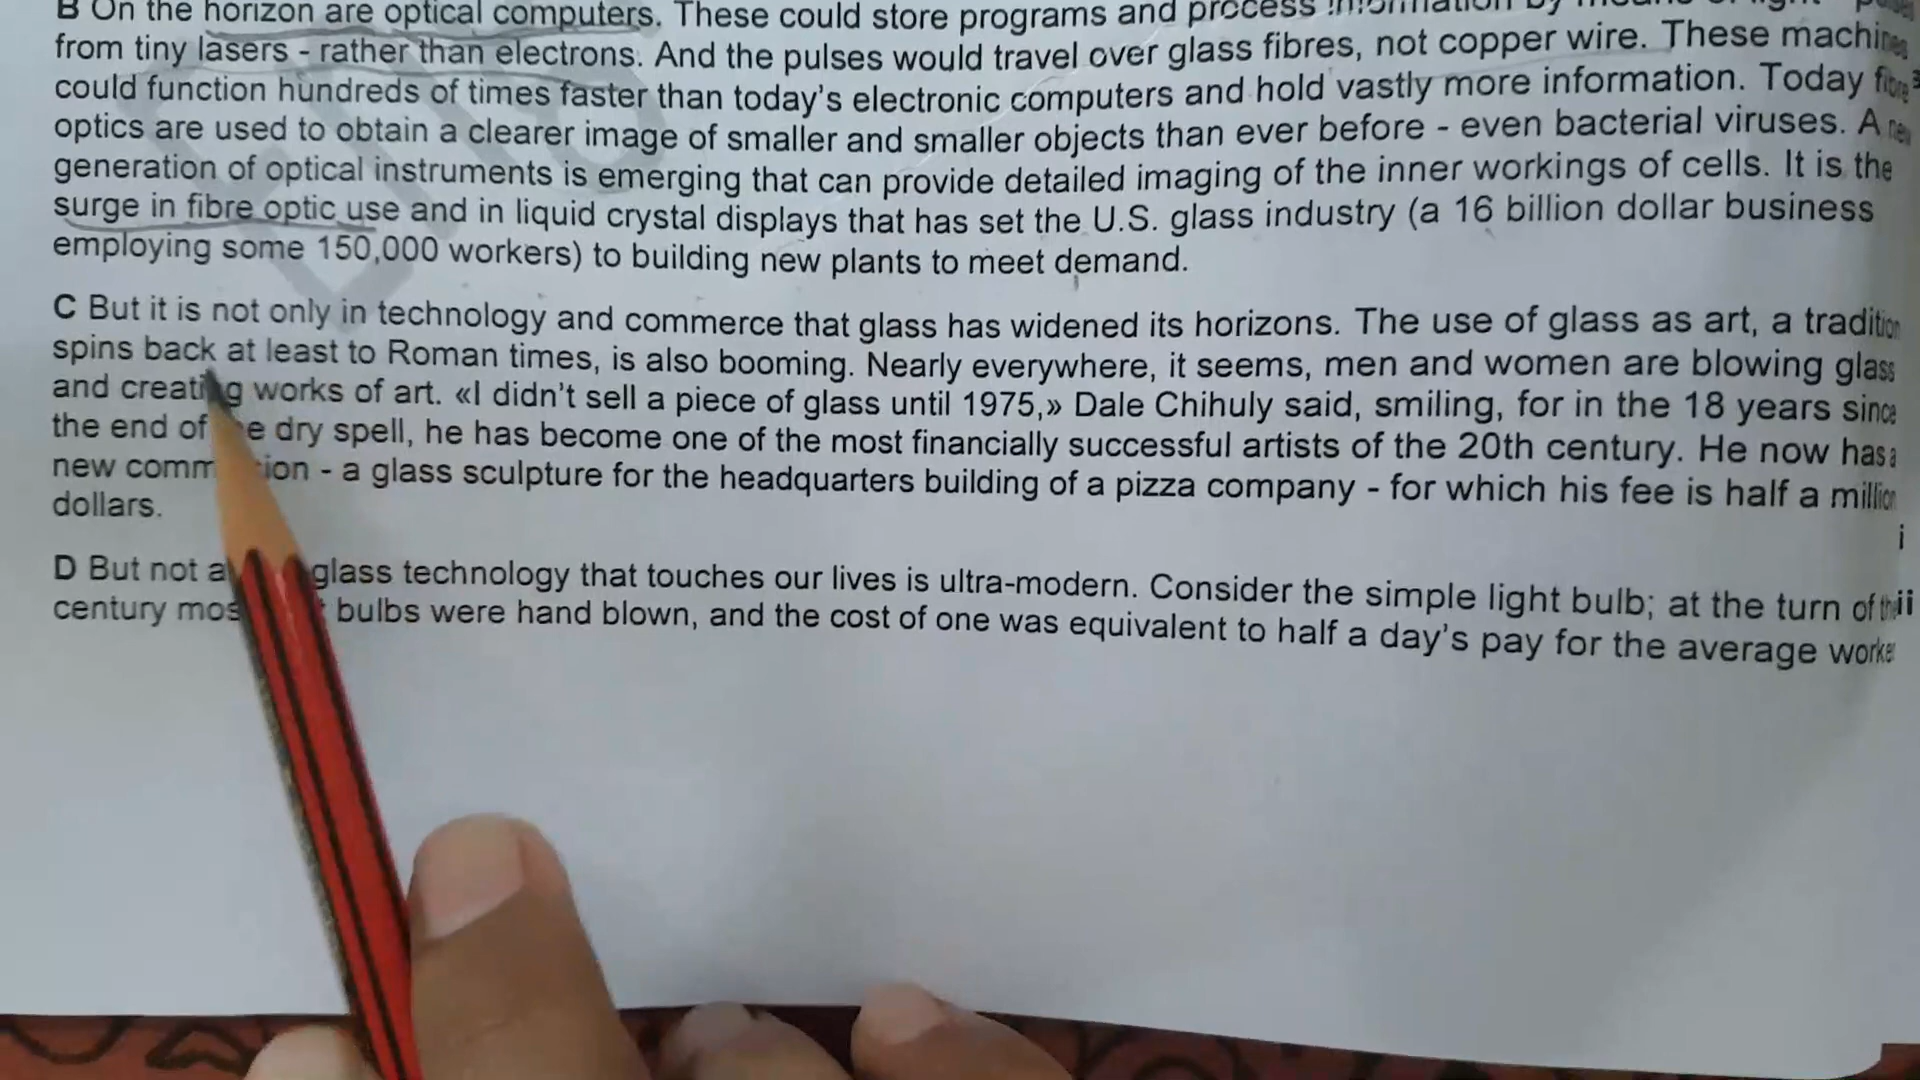 B On the horizon are optical computers. These could store programs and process information by means of light
from tiny lasers - rather than electrons. And the pulses would travel over glass fibres, not copper wire. These machines
could function hundreds of times faster than today's electronic computers and hold vastly more information. Today fibre
optics are used to obtain a clearer image of smaller and smaller objects than ever before - even bacterial viruses. A new
generation of optical instruments is emerging that can provide detailed imaging of the inner workings of cells. It is the
surge in fibre optic use and in liquid crystal displays that has set the U.S. glass industry (a 16 billion dollar business
employing some 150,000 workers) to building new plants to meet demand.
C But it is not only in technology and commerce that glass has widened its horizons. The use of glass as art, a tradition
spins back at least to Roman times, is also booming. Nearly everywhere, it seems, men and women are blowing glass
and creating works of art. «I didn't sell a piece of glass until 1975,» Dale Chihuly said, smiling, for in the 18 years since
the end of dry spell, he has become one of the most financially successful artists of the 20th century. He now has a
new - a glass sculpture for the headquarters building of a pizza company - for which his fee is half a million
dollars.
i
D But not glass technology that touches our lives is ultra-modern. Consider the simple light bulb; at the turn of the
ii
century bulbs were hand blown, and the cost of one was equivalent to half a day's pay for the average worker